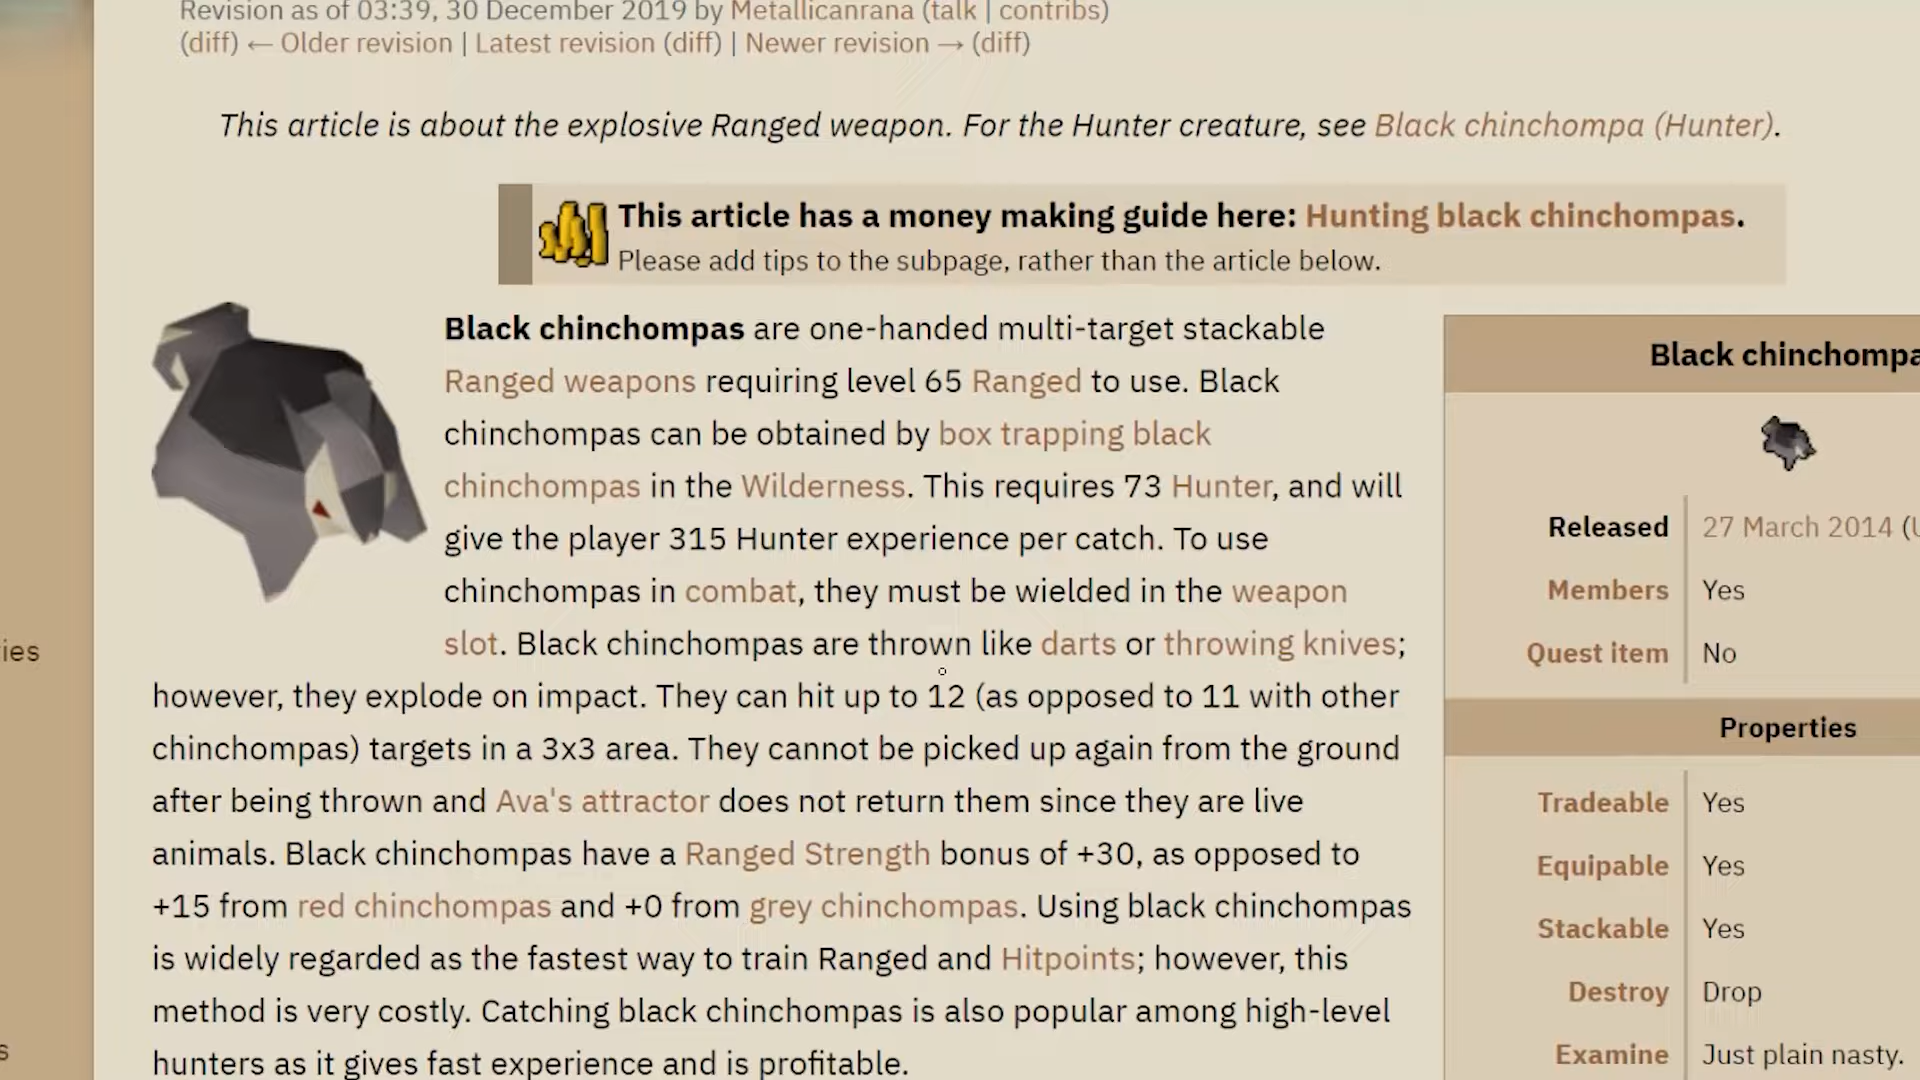 Revision as of 03:39, 30 December 2019 by Metallicanrana (talk | contribs)
(diff) ← Older revision | Latest revision (diff) | Newer revision → (diff)
This article is about the explosive Ranged weapon. For the Hunter creature, see Black chinchompa (Hunter).
This article has a money making guide here: Hunting black chinchompas.
Please add tips to the subpage, rather than the article below.
Black chinchompas are one-handed multi-target stackable
Ranged weapons requiring level 65 Ranged to use. Black
chinchompas can be obtained by box trapping black
chinchompas in the Wilderness. This requires 73 Hunter, and will
give the player 315 Hunter experience per catch. To use
chinchompas in combat, they must be wielded in the weapon
slot. Black chinchompas are thrown like darts or throwing knives;
however, they explode on impact. They can hit up to 12 (as opposed to 11 with other
chinchompas) targets in a 3x3 area. They cannot be picked up again from the ground
after being thrown and Ava's attractor does not return them since they are live
animals. Black chinchompas have a Ranged Strength bonus of +30, as opposed to
+15 from red chinchompas and +0 from grey chinchompas. Using black chinchompas
is widely regarded as the fastest way to train Ranged and Hitpoints; however, this
method is very costly. Catching black chinchompas is also popular among high-level
hunters as it gives fast experience and is profitable.
Black chinchompa
Released 27 March 2014 (U
Members Yes
Quest item No
Properties
Tradeable Yes
Equipable Yes
Stackable Yes
Destroy Drop
Examine Just plain nasty.
ies
s